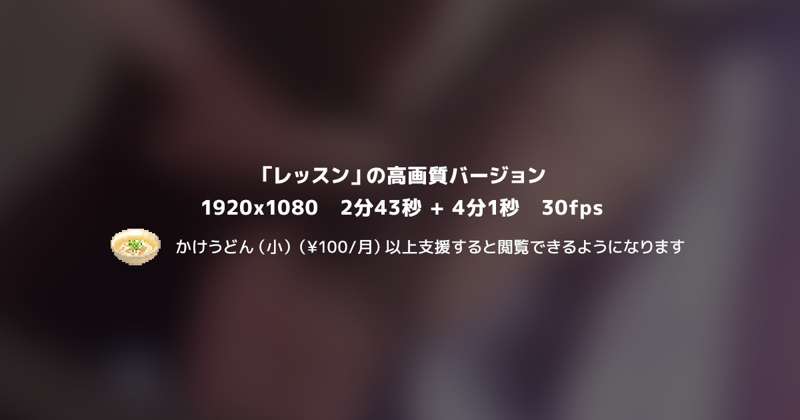 「レッスン」の高画質バージョン
1920x1080　2分43秒 + 4分1秒　30fps
かけうどん（小）（¥100/月）以上支援すると閲覧できるようになります